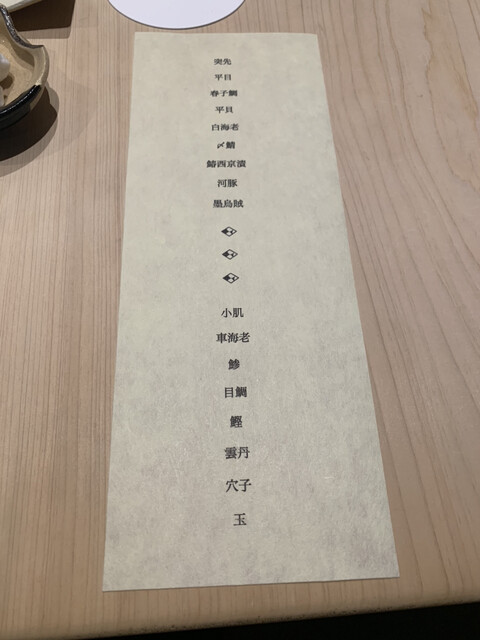 突先
平目
春子鯛
平貝
白海老
〆鯖
鰆西京漬
河豚
墨烏賊
小肌
車海老
鯵
目鯛
鰹
雲丹
穴子
玉